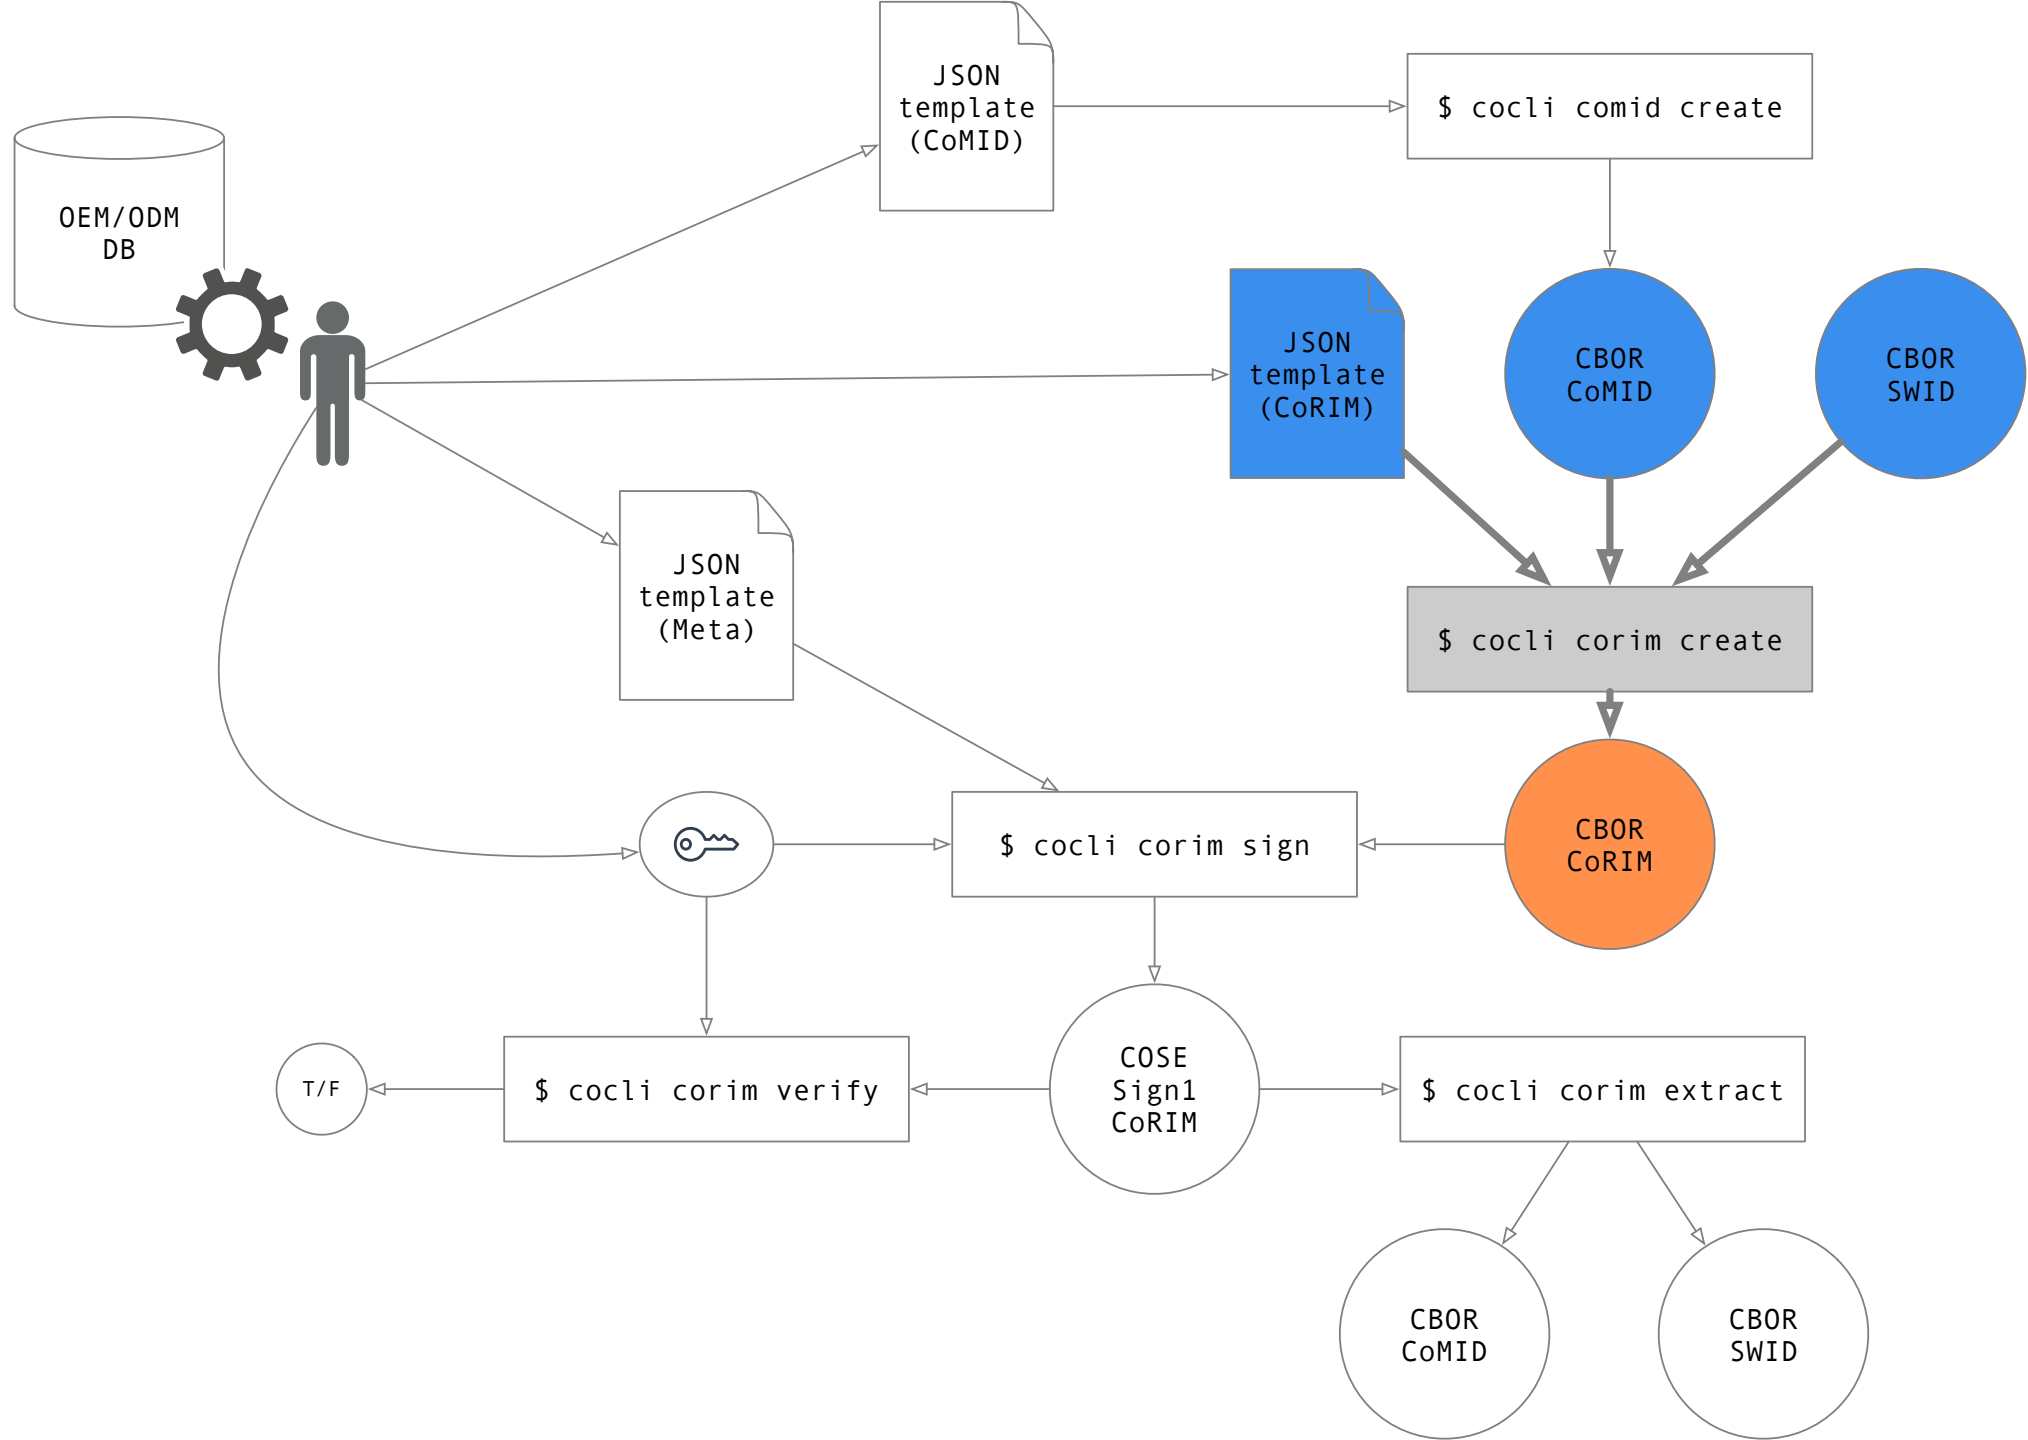 JSON
template
(CoMID)
$ cocli comid create
OEM/ODM
DB
JSON
template
(CoRIM)
CBOR
CoMID
CBOR
SWID
JSON
template
(Meta)
$ cocli corim create
$ cocli corim sign
CBOR
CoRIM
T/F
$ cocli corim verify
COSE
Sign1
CoRIM
$ cocli corim extract
CBOR
CoMID
CBOR
SWID